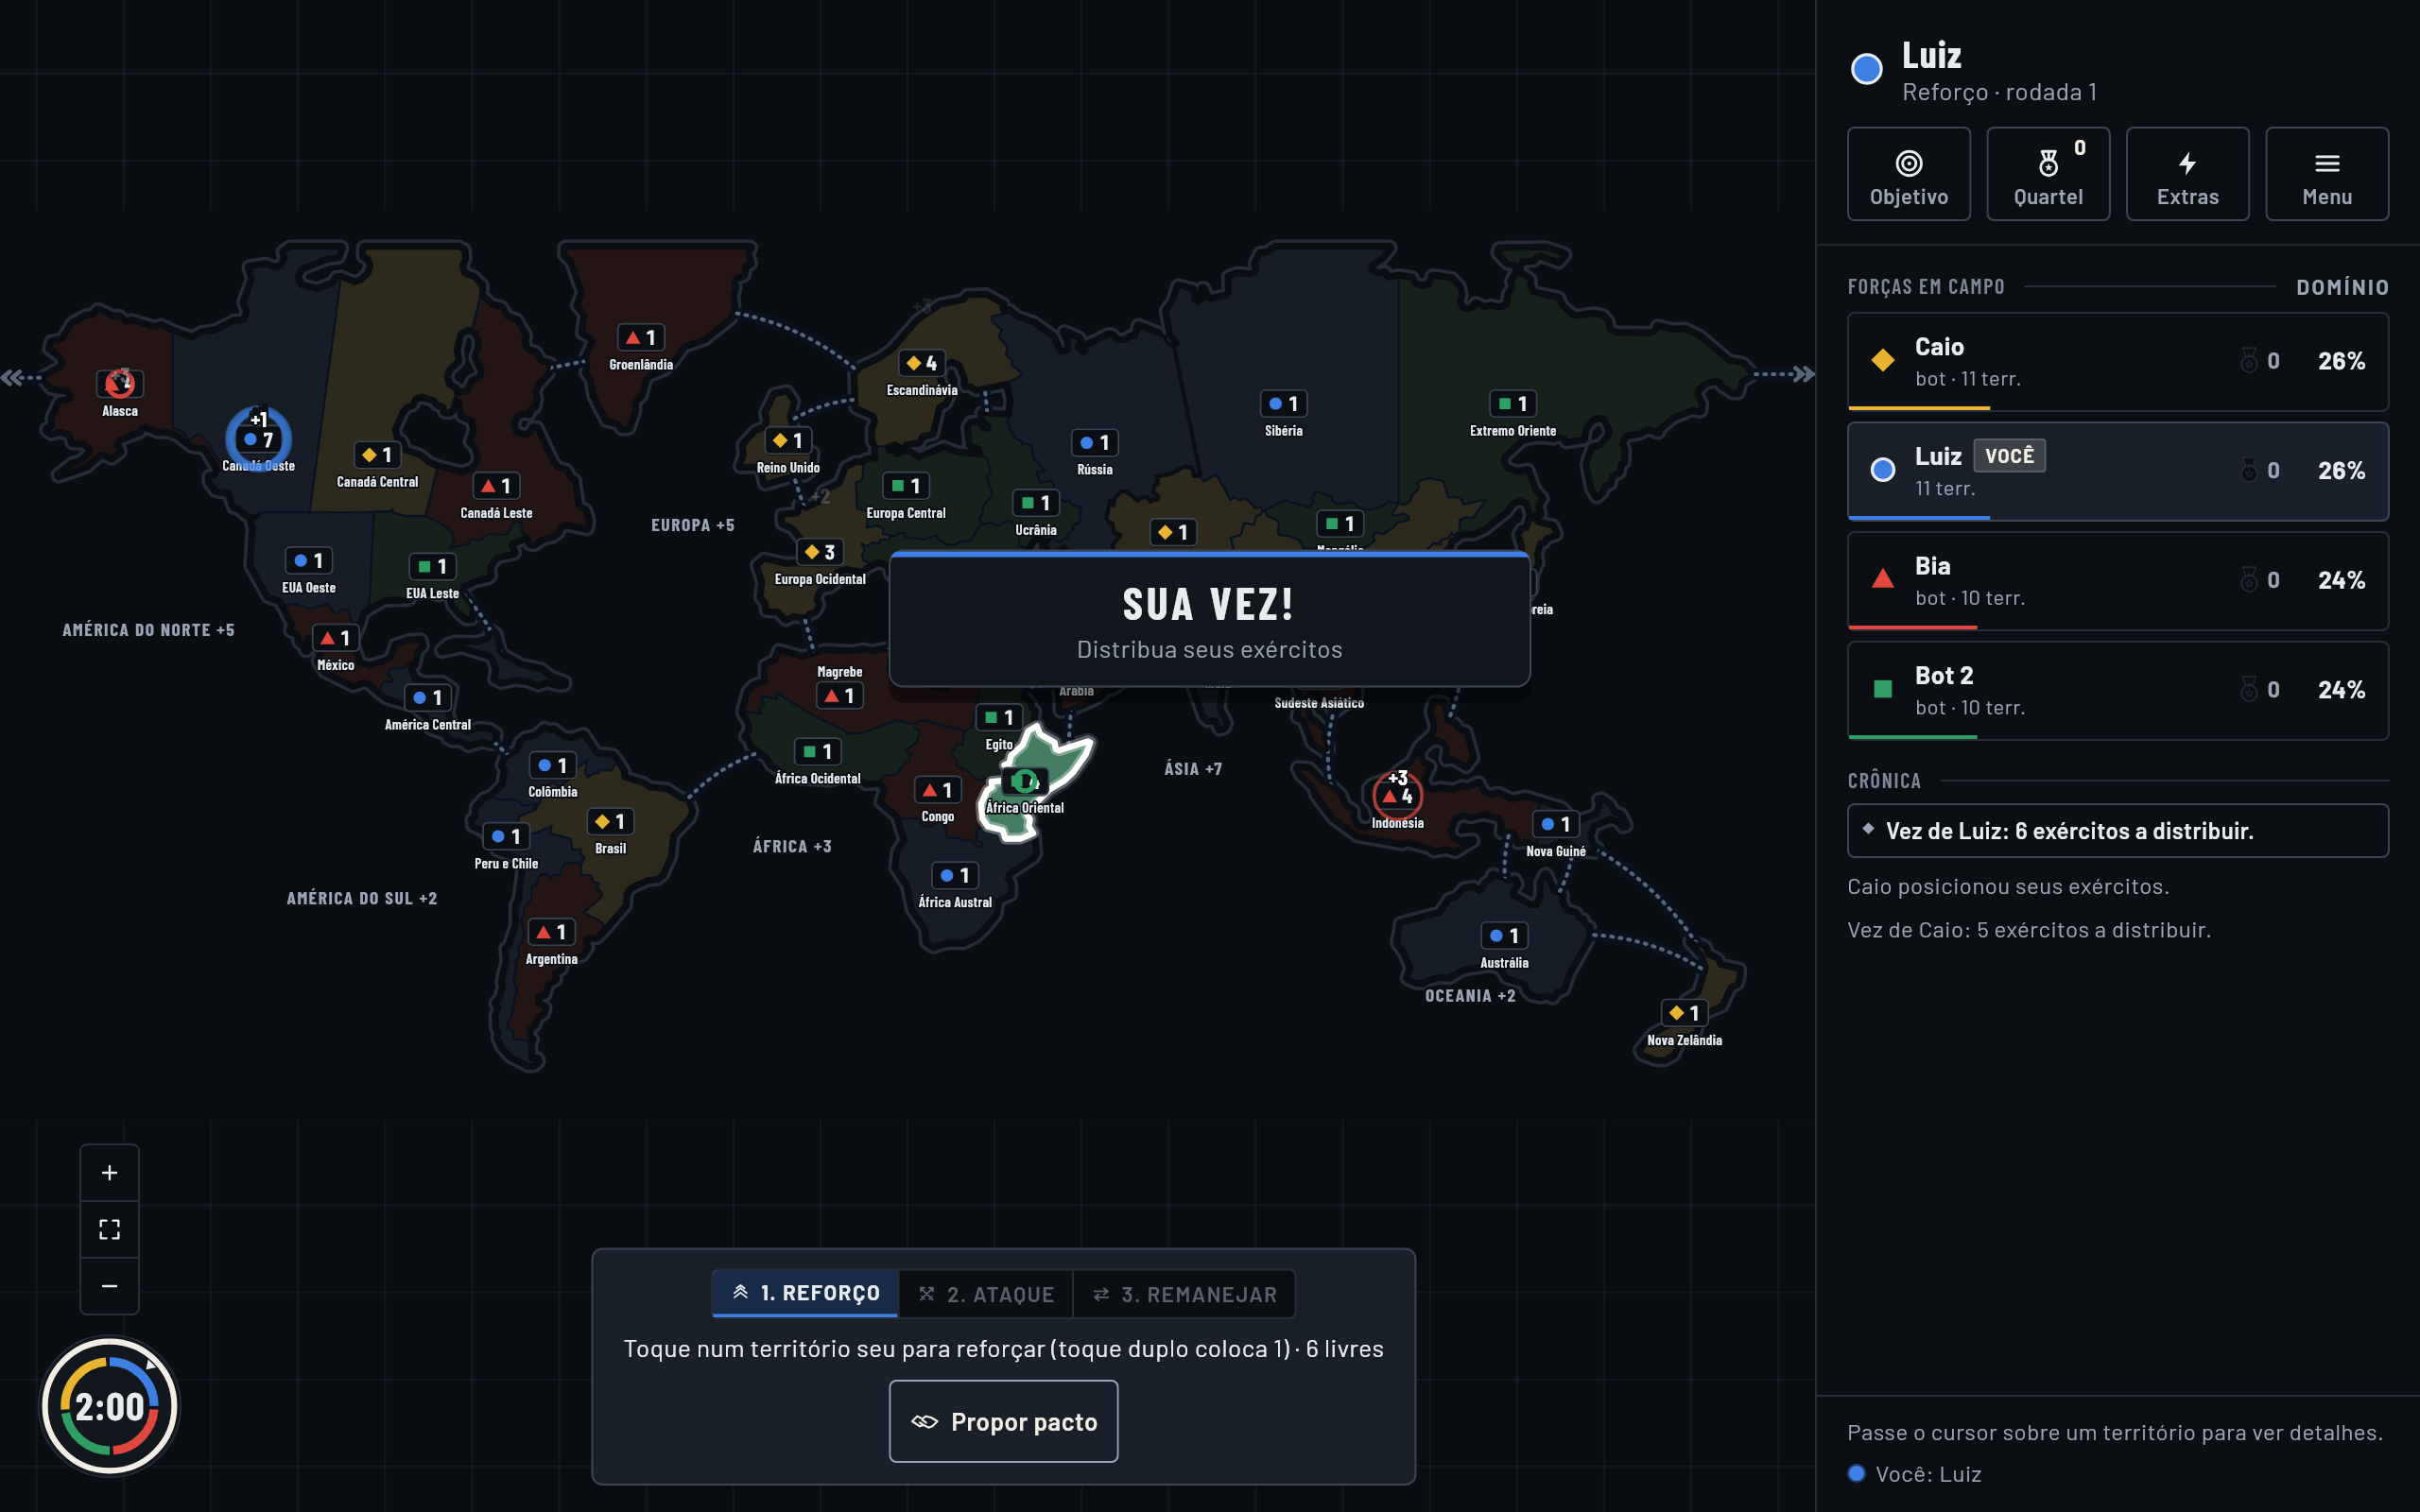 Luiz
Reforço · rodada 1
Objetivo
0
Quartel
Extras
Menu
FORÇAS EM CAMPO
DOMÍNIO
Caio
bot · 11 terr.
0
26%
Luiz VOCÊ
11 terr.
0
26%
Bia
bot · 10 terr.
0
24%
Bot 2
bot · 10 terr.
0
24%
CRÔNICA
Vez de Luiz: 6 exércitos a distribuir.
Caio posicionou seus exércitos.
Vez de Caio: 5 exércitos a distribuir.
Passe o cursor sobre um território para ver detalhes.
Você: Luiz
+3
Alasca
+1
7
Canadá Oeste
1
Canadá Central
1
Canadá Leste
1
Groenlândia
1
EUA Oeste
1
EUA Leste
1
México
1
América Central
AMÉRICA DO NORTE +5
1
Colômbia
1
Peru e Chile
1
Brasil
1
Argentina
AMÉRICA DO SUL +2
+3
4
Escandinávia
1
Reino Unido
+2
3
Europa Ocidental
1
Europa Central
1
Ucrânia
1
Rússia
EUROPA +5
1
Sibéria
1
Extremo Oriente
1
1
Mongólia
reia
Arábia
Sudeste Asiático
ÁSIA +7
Magrebe
1
1
África Ocidental
1
Egito
1
Congo
4
África Oriental
1
África Austral
ÁFRICA +3
+3
4
Indonésia
1
Nova Guiné
1
Austrália
1
Nova Zelândia
OCEANIA +2
SUA VEZ!
Distribua seus exércitos
+
−
2:00
1. REFORÇO
2. ATAQUE
3. REMANEJAR
Toque num território seu para reforçar (toque duplo coloca 1) · 6 livres
Propor pacto